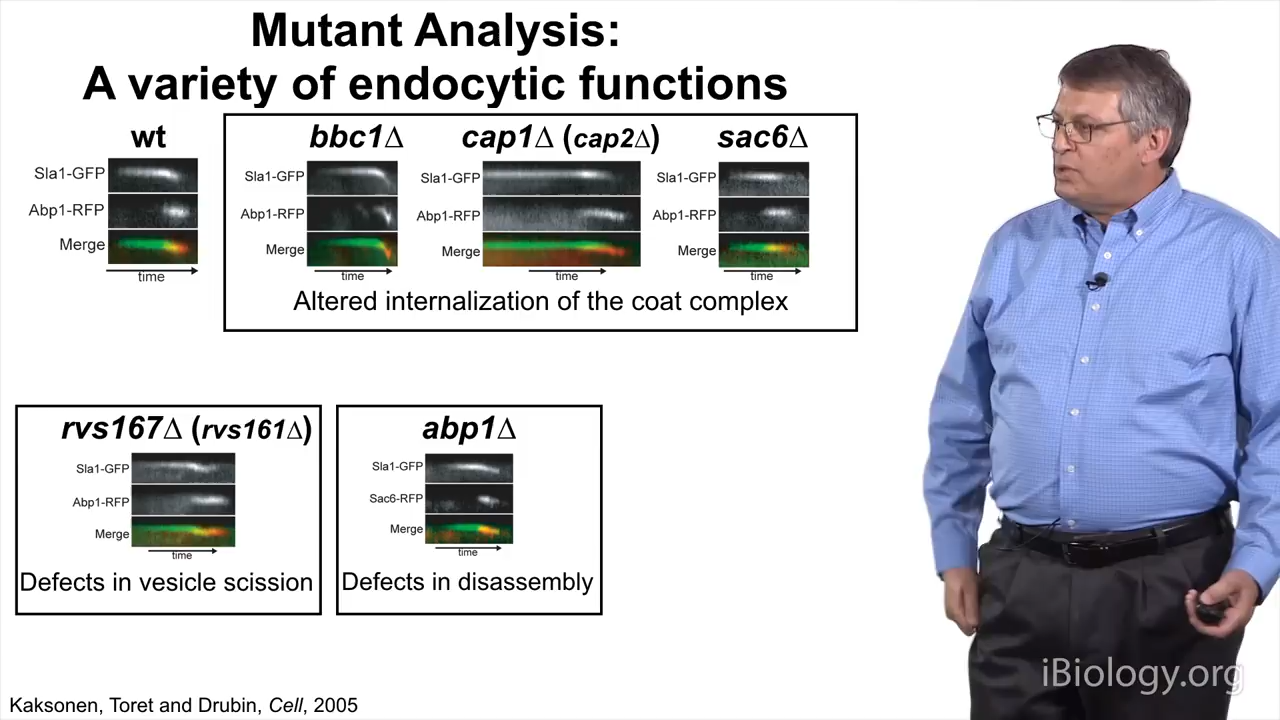 Mutant Analysis:
A variety of endocytic functions
wt
Sla1-GFP
Abp1-RFP
Merge
time
bbc1Δ
Sla1-GFP
Abp1-RFP
Merge
time
cap1Δ (cap2Δ)
Sla1-GFP
Abp1-RFP
Merge
time
sac6Δ
Sla1-GFP
Abp1-RFP
Merge
time
Altered internalization of the coat complex
rvs167Δ (rvs161Δ)
Sla1-GFP
Abp1-RFP
Merge
time
Defects in vesicle scission
abp1Δ
Sla1-GFP
Sac6-RFP
Merge
time
Defects in disassembly
Kaksonen, Toret and Drubin, Cell, 2005
iBiology.org